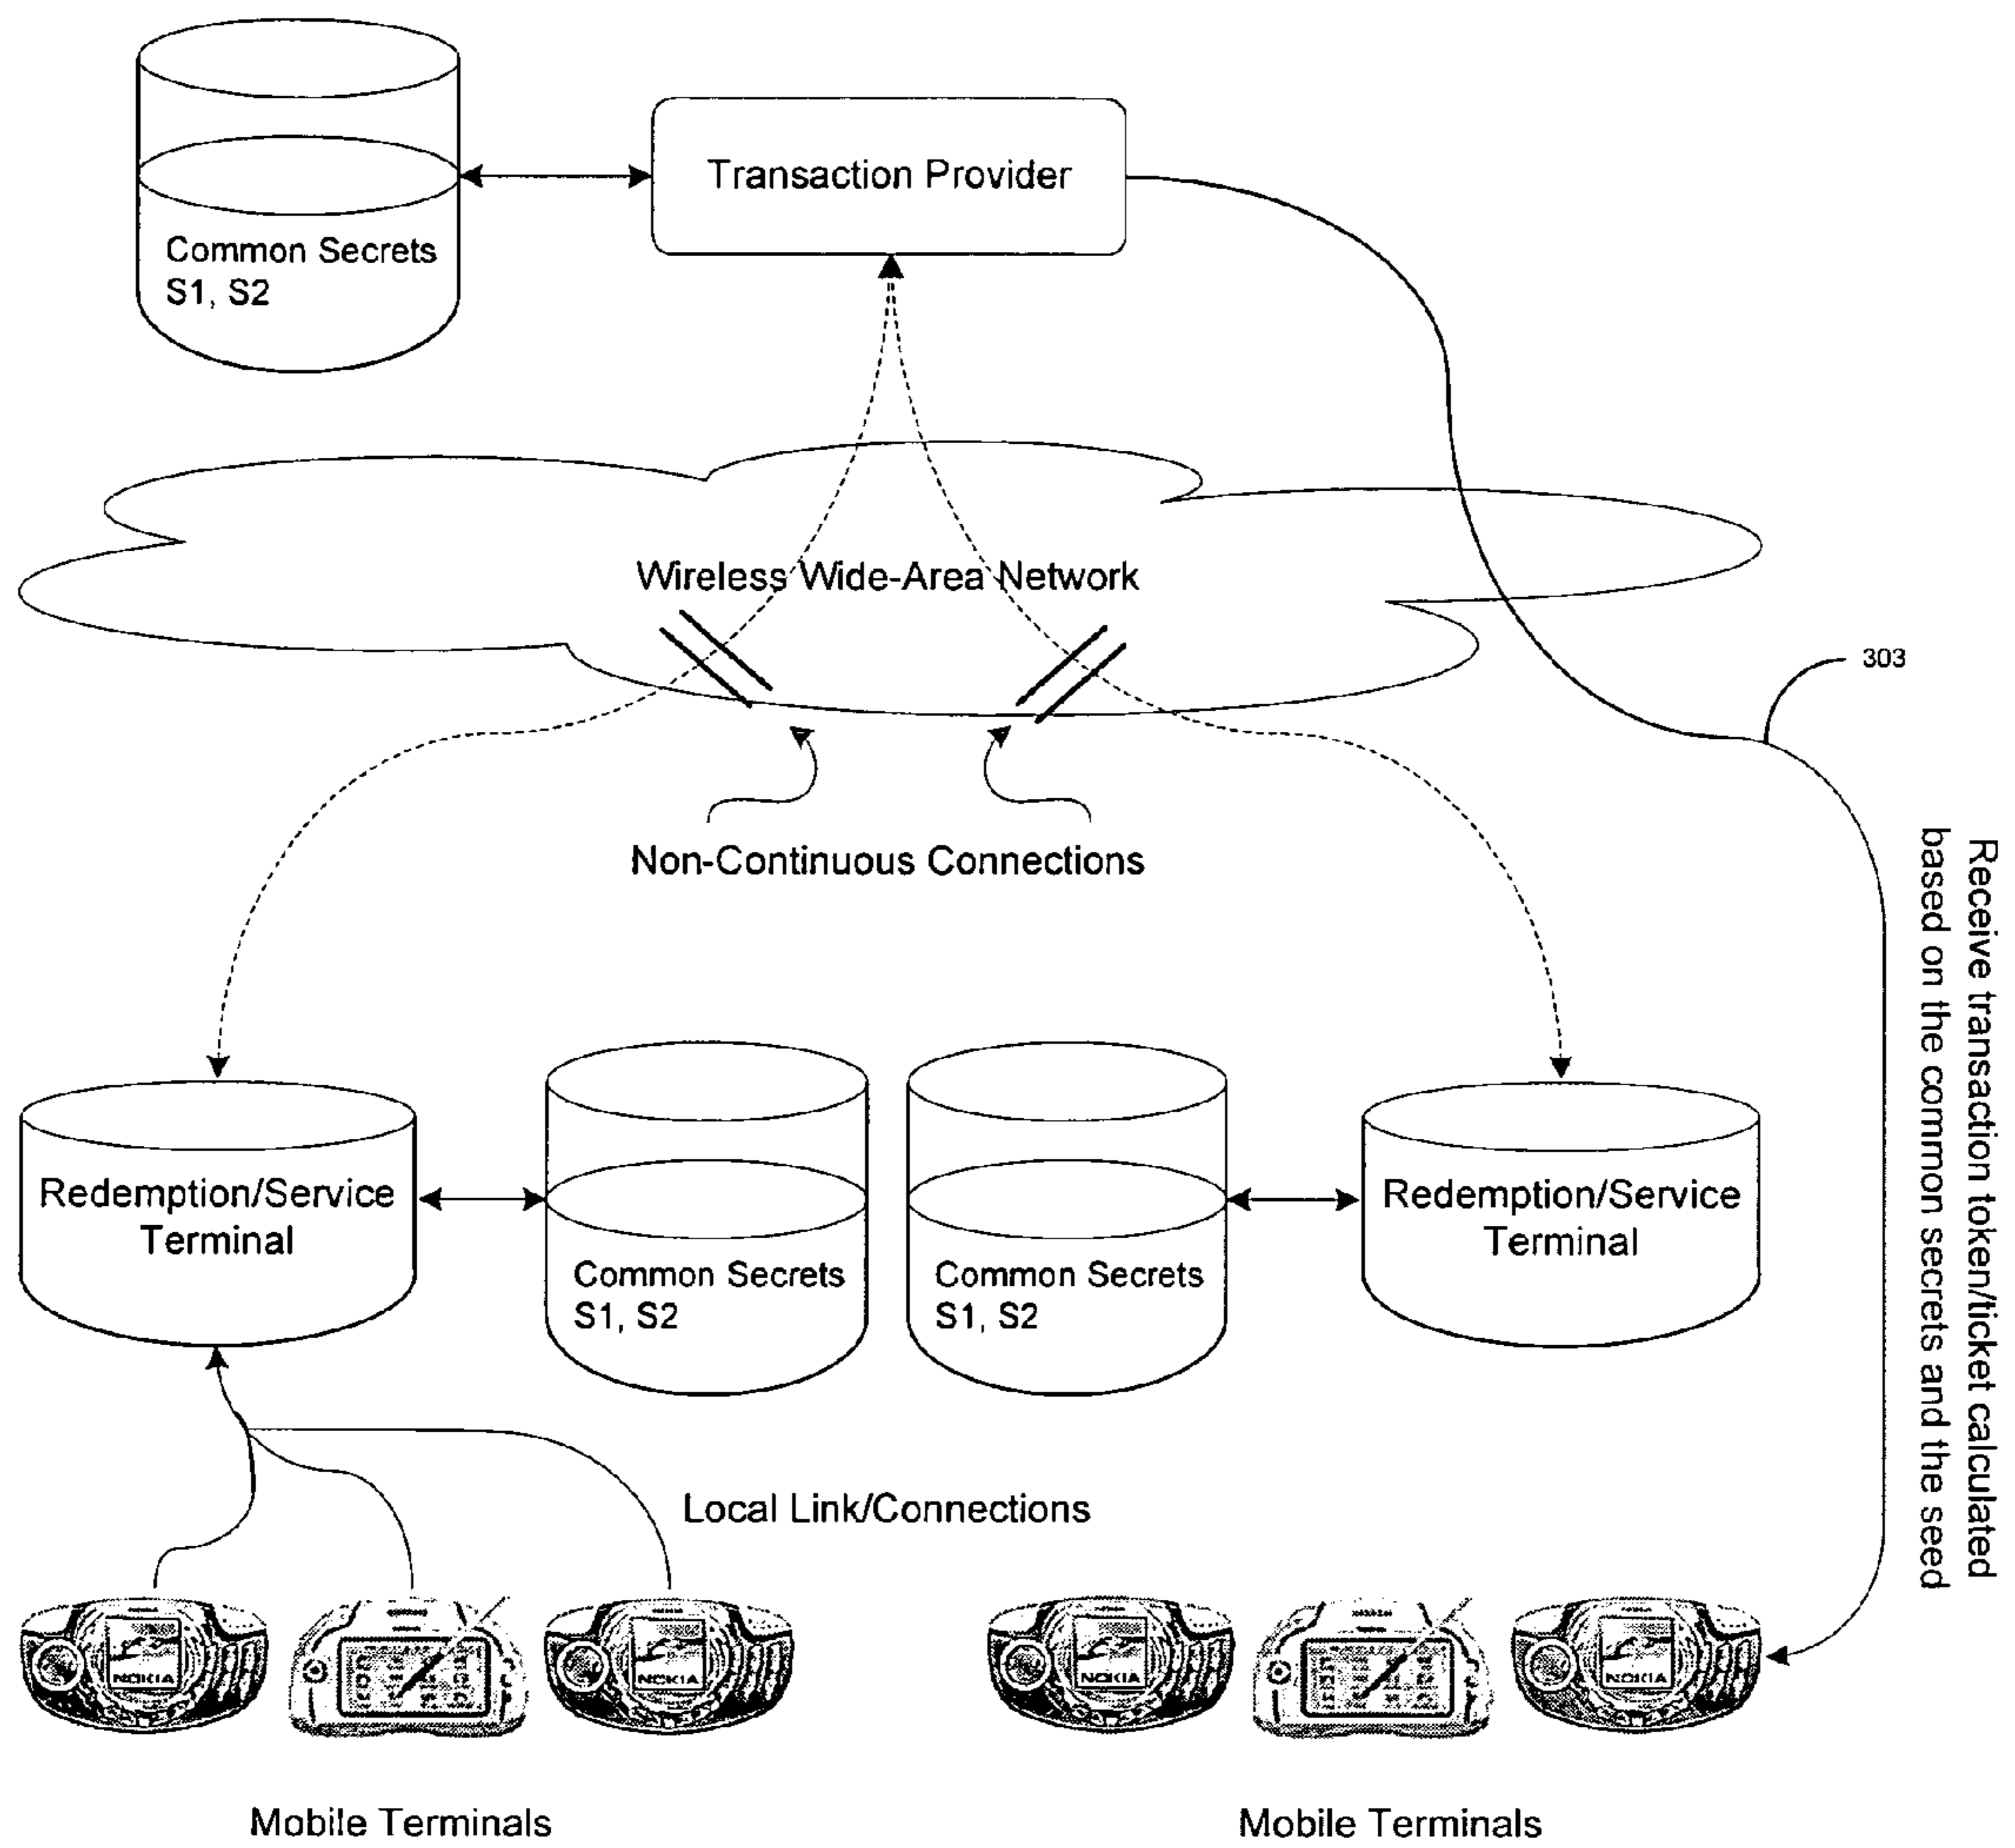 Transaction Provider
Common Secrets
S1, S2
Wireless Wide-Area Network
303
Non-Continuous Connections
Receive transaction token/ticket calculated
based on the common secrets and the seed
Redemption/Service
Terminal
Common Secrets
S1, S2
Common Secrets
S1, S2
Redemption/Service
Terminal
Local Link/Connections
NOKIA
NOKIA
NOKIA
NOKIA
Mobile Terminals
Mobile Terminals